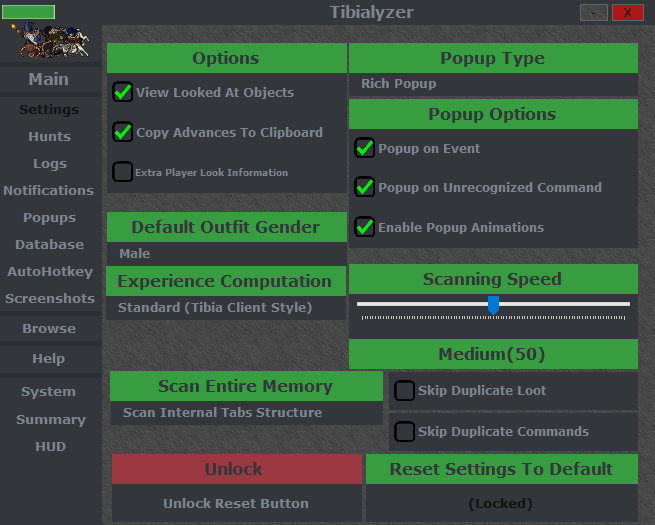 Tibialyzer
-
X
Main
Settings
Hunts
Logs
Notifications
Popups
Database
AutoHotkey
Screenshots
Browse
Help
System
Summary
HUD
Options
View Looked At Objects
Copy Advances To Clipboard
Extra Player Look Information
Default Outfit Gender
Male
Experience Computation
Standard (Tibia Client Style)
Popup Type
Rich Popup
Popup Options
Popup on Event
Popup on Unrecognized Command
Enable Popup Animations
Scanning Speed
Medium(50)
Scan Entire Memory
Scan Internal Tabs Structure
Skip Duplicate Loot
Skip Duplicate Commands
Unlock
Unlock Reset Button
Reset Settings To Default
(Locked)